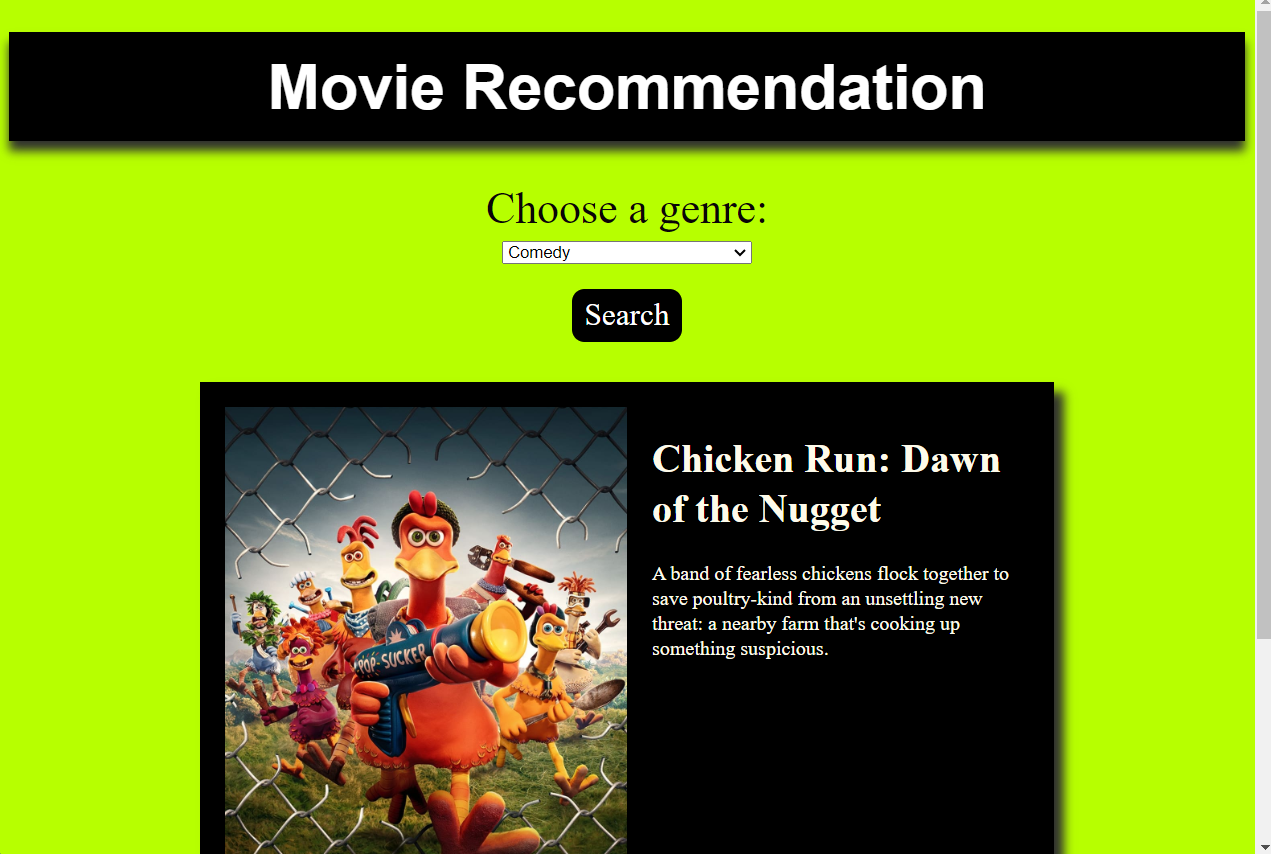 Movie Recommendation
Choose a genre:
Comedy
Search
Chicken Run: Dawn
of the Nugget
A band of fearless chickens flock together to
save poultry-kind from an unsettling new
threat: a nearby farm that's cooking up
something suspicious.
POP-SUCKER